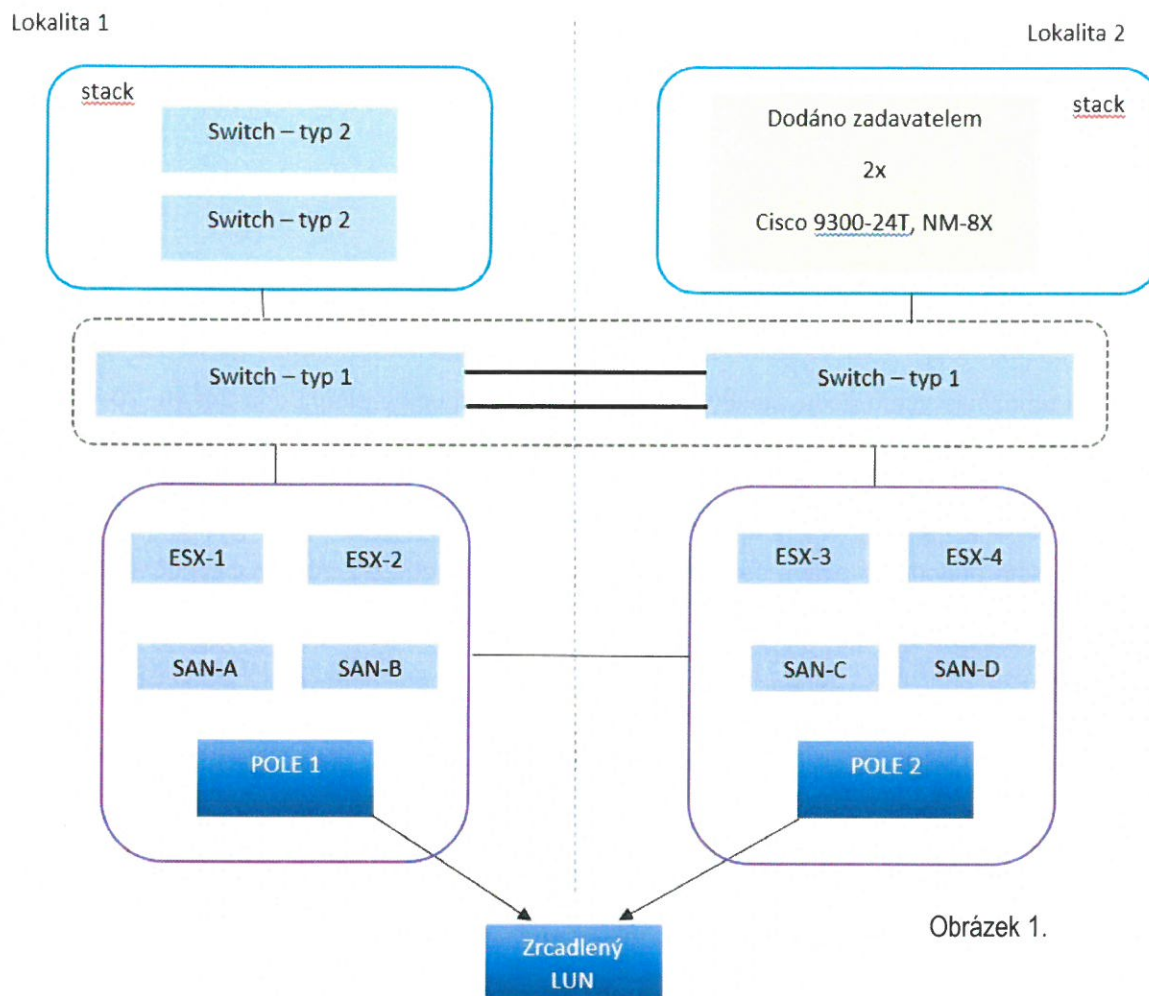 Lokalita 1
Lokalita 2
stack
Switch – typ 2
Switch – typ 2
Dodáno zadavatelem
2x
Cisco 9300-24T, NM-8X
stack
Switch – typ 1
Switch – typ 1
ESX-1
ESX-2
ESX-3
ESX-4
SAN-A
SAN-B
SAN-C
SAN-D
POLE 1
POLE 2
Zrcadlený
LUN
Obrázek 1.